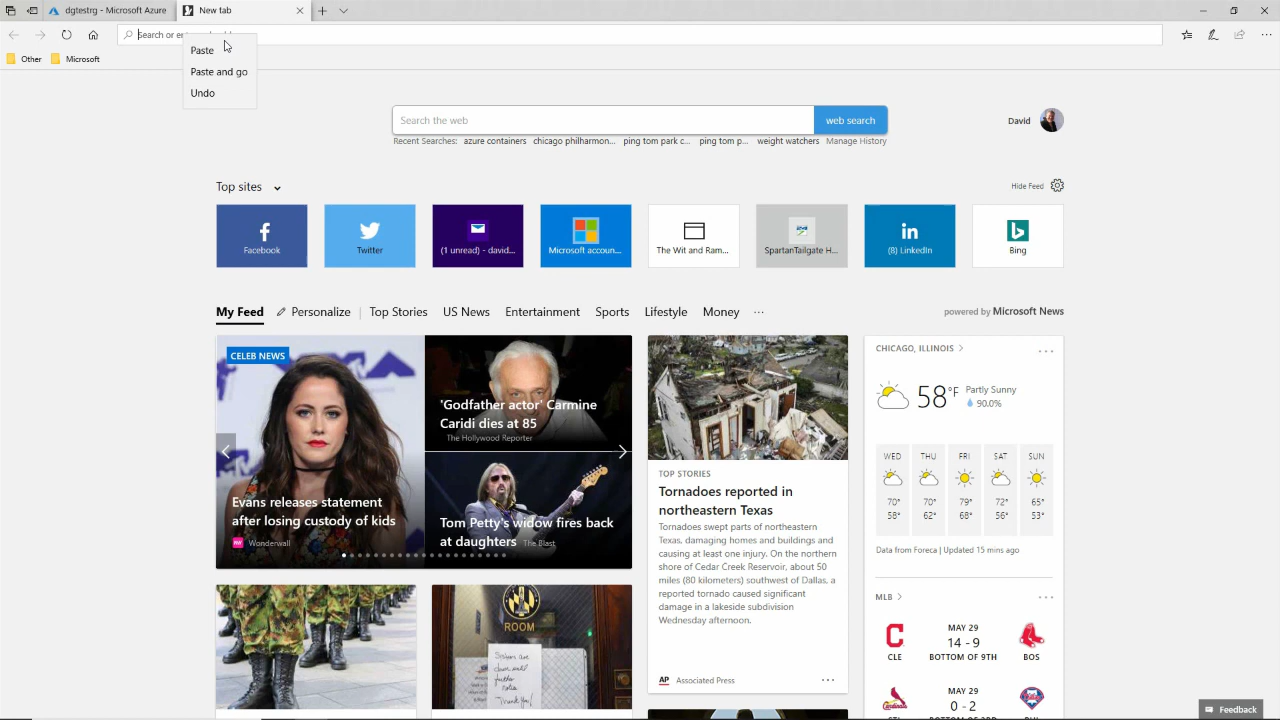 dgtestrg - Microsoft Azure
New tab
Search or en
Other
Microsoft
Paste
Paste and go
Undo
Search the web
web search
David
Recent Searches: azure containers chicago philharmon... ping tom park c... ping tom p... weight watchers Manage History
Top sites
Hide Feed
Facebook
Twitter
(1 unread) - david...
Microsoft accoun...
The Wit and Ram...
SpartanTailgate H...
(8) LinkedIn
Bing
My Feed
Personalize
Top Stories
US News
Entertainment
Sports
Lifestyle
Money
...
powered by Microsoft News
CELEB NEWS
Evans releases statement
after losing custody of kids
Wonderwall
'Godfather actor' Carmine
Caridi dies at 85
The Hollywood Reporter
Tom Petty's widow fires back
at daughters The Blast
TOP STORIES
Tornadoes reported in
northeastern Texas
Tornadoes swept parts of northeastern
Texas, damaging homes and buildings and
causing at least one injury. On the northern
shore of Cedar Creek Reservoir, about 50
miles (80 kilometers) southwest of Dallas, a
reported tornado caused significant
damage in a lakeside subdivision
Wednesday afternoon.
AP Associated Press
CHICAGO, ILLINOIS
58°F
Partly Sunny
90.0%
WED THU FRI SAT SUN
70° 70° 79° 72° 65°
58° 62° 68° 56° 53°
Data from Foreca | Updated 15 mins ago
MLB
MAY 29
14 - 9
CLE BOTTOM OF 9TH BOS
MAY 29
0 - 2
ROOM
Feedback